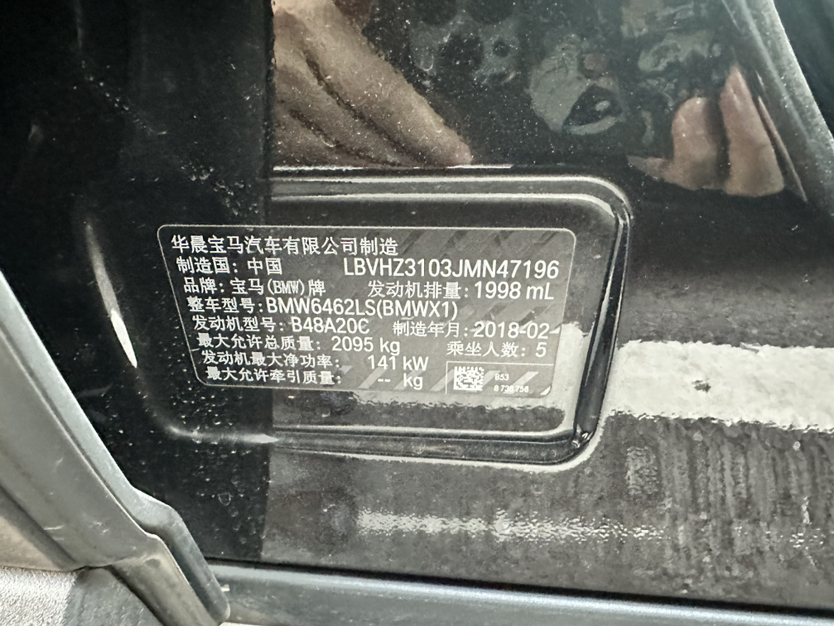 华晨宝马汽车有限公司制造
制造国：中国 LBVHZ3103JMN47196
品牌：宝马(BMW)牌 发动机排量：1998 mL
整车型号：BMW6462LS(BMWX1)
发动机型号：B48A20C 制造年月：2018-02
最大允许总质量：2095 kg 乘坐人数：5
发动机最大净功率：141 kW
最大允许牵引质量：-- kg
B53
8 738 758